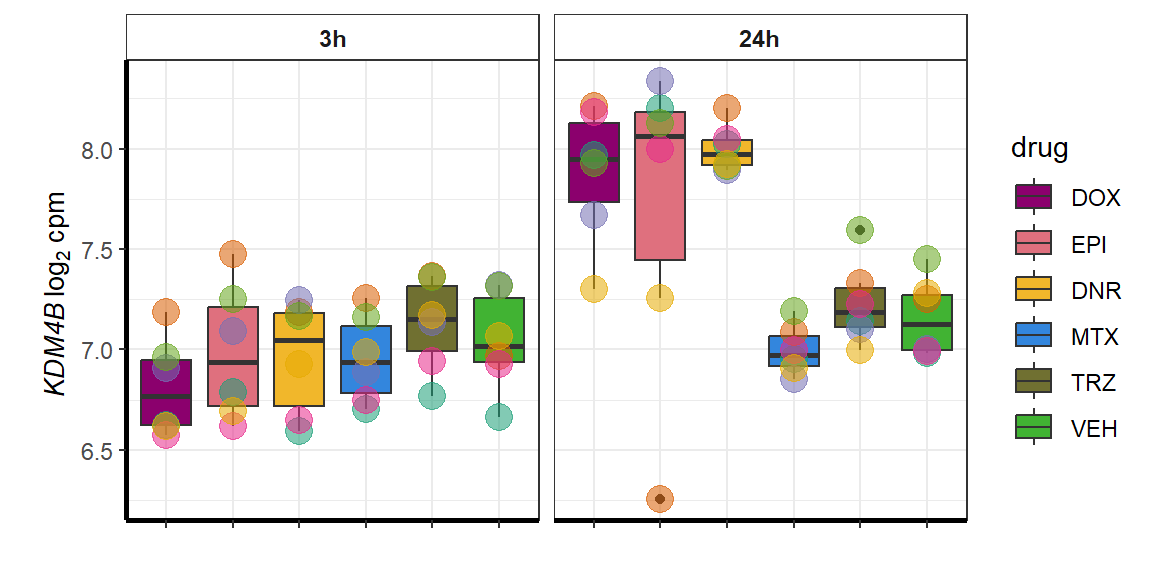 3h
24h
KDM4B log2 cpm
8.0
7.5
7.0
6.5
drug
DOX
EPI
DNR
MTX
TRZ
VEH